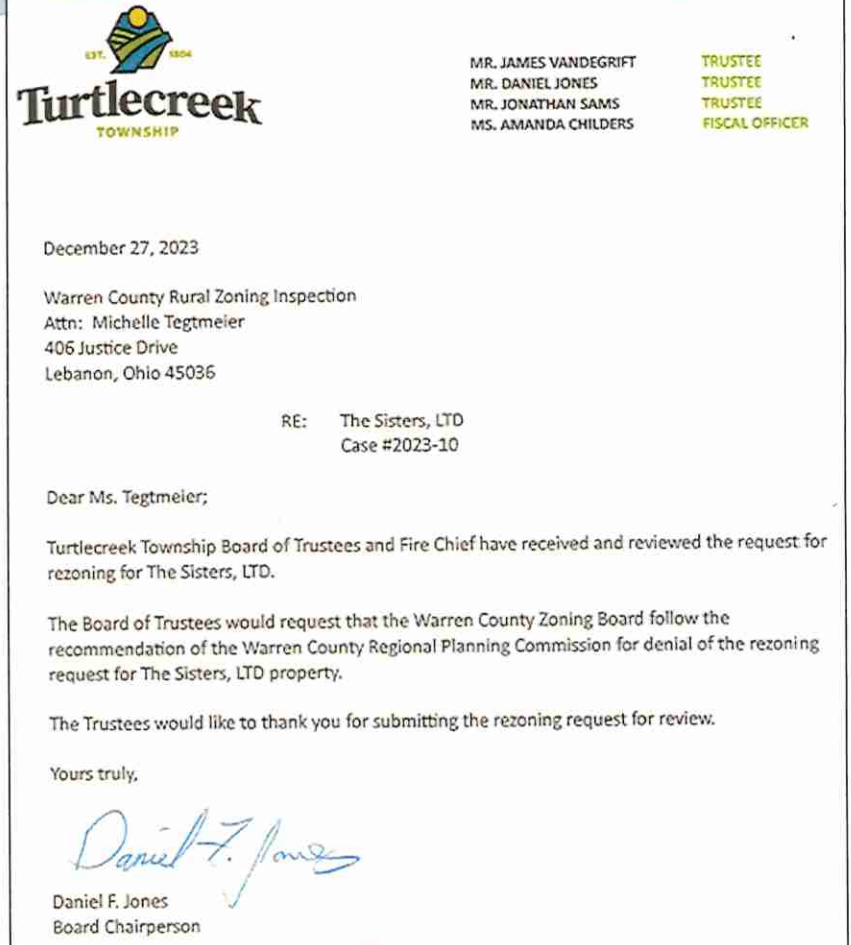 EST. 1804
Turtlecreek
TOWNSHIP
MR. JAMES VANDEGRIFT TRUSTEE
MR. DANIEL JONES TRUSTEE
MR. JONATHAN SAMS TRUSTEE
MS. AMANDA CHILDERS FISCAL OFFICER
December 27, 2023
Warren County Rural Zoning Inspection
Attn: Michelle Tegtmeier
406 Justice Drive
Lebanon, Ohio 45036
RE: The Sisters, LTD
Case #2023-10
Dear Ms. Tegtmeier;
Turtlecreek Township Board of Trustees and Fire Chief have received and reviewed the request for
rezoning for The Sisters, LTD.
The Board of Trustees would request that the Warren County Zoning Board follow the
recommendation of the Warren County Regional Planning Commission for denial of the rezoning
request for The Sisters, LTD property.
The Trustees would like to thank you for submitting the rezoning request for review.
Yours truly,
Daniel F. Jones
Daniel F. Jones
Board Chairperson